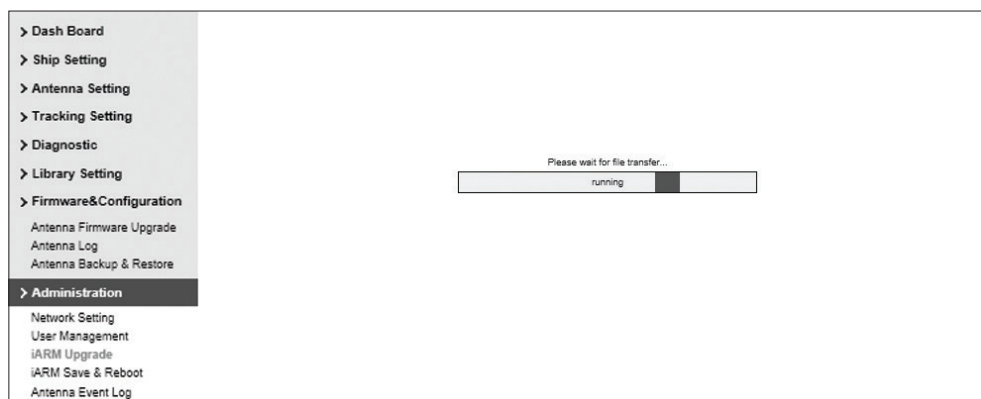 > Dash Board
> Ship Setting
> Antenna Setting
> Tracking Setting
> Diagnostic
> Library Setting
> Firmware&Configuration
Antenna Firmware Upgrade
Antenna Log
Antenna Backup & Restore
> Administration
Network Setting
User Management
iARM Upgrade
iARM Save & Reboot
Antenna Event Log
Please wait for file transfer...
running